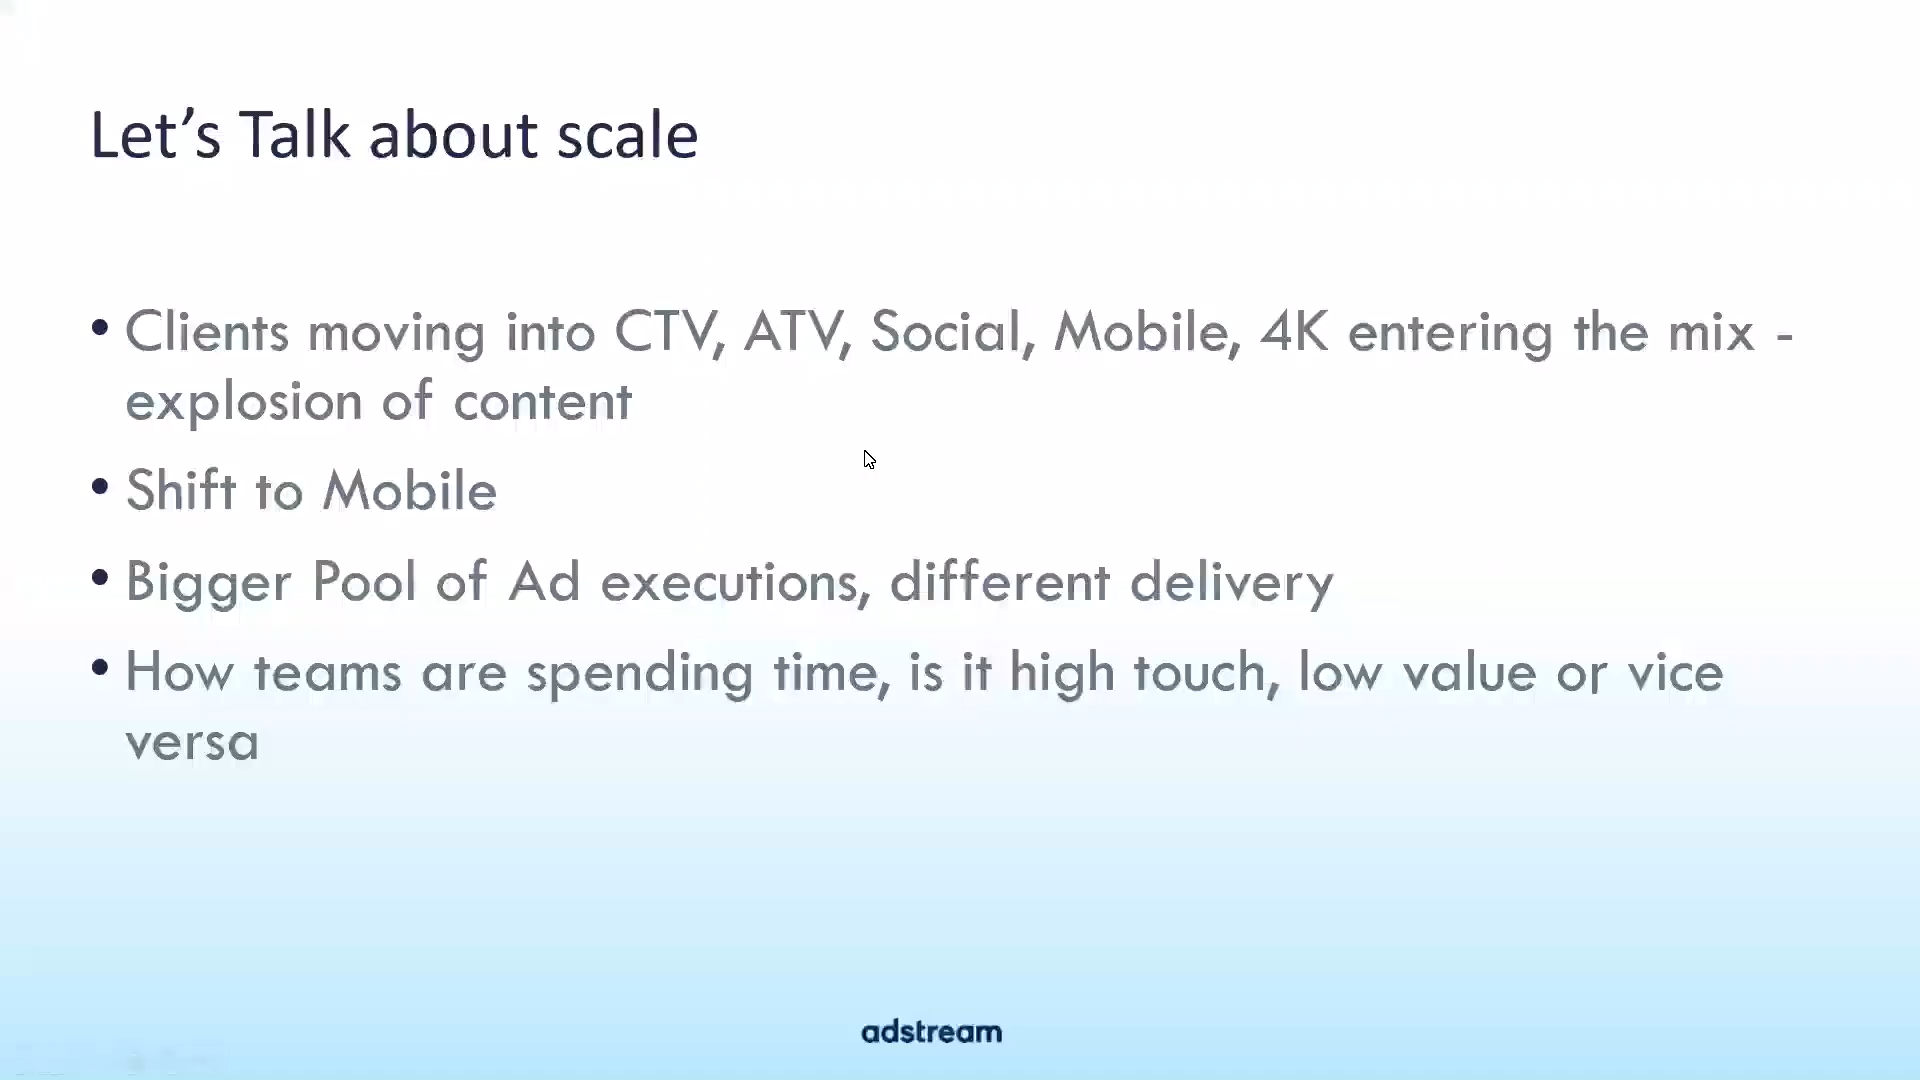 Let’s Talk about scale
• Clients moving into CTV, ATV, Social, Mobile, 4K entering the mix -
explosion of content
• Shift to Mobile
• Bigger Pool of Ad executions, different delivery
• How teams are spending time, is it high touch, low value or vice
versa
adstream